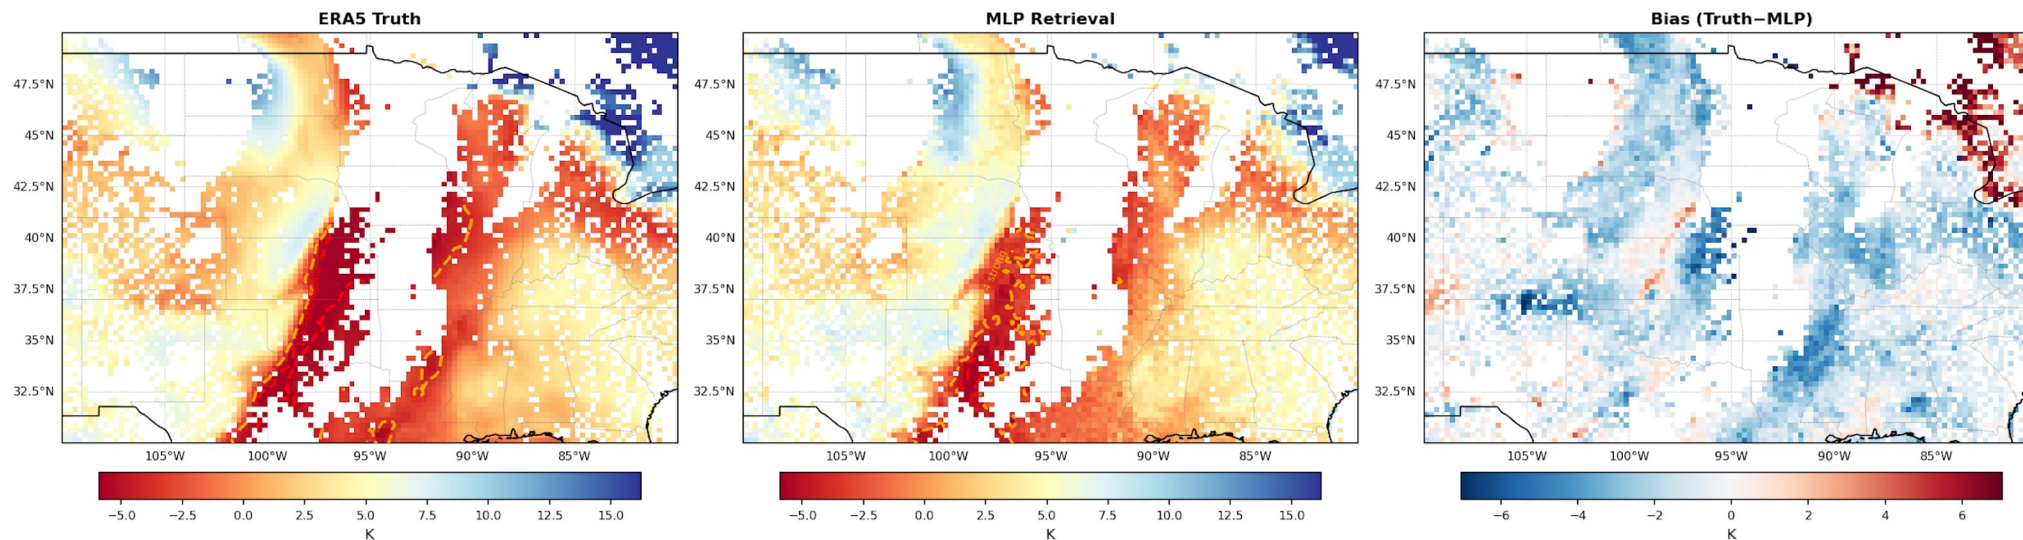 ERA5 Truth
MLP Retrieval
Bias (Truth−MLP)
47.5°N
45°N
42.5°N
40°N
37.5°N
35°N
32.5°N
105°W 100°W 95°W 90°W 85°W
−5.0 −2.5 0.0 2.5 5.0 7.5 10.0 12.5 15.0
K
47.5°N
45°N
42.5°N
40°N
37.5°N
35°N
32.5°N
105°W 100°W 95°W 90°W 85°W
−5.0 −2.5 0.0 2.5 5.0 7.5 10.0 12.5 15.0
K
47.5°N
45°N
42.5°N
40°N
37.5°N
35°N
32.5°N
105°W 100°W 95°W 90°W 85°W
−6 −4 −2 0 2 4 6
K